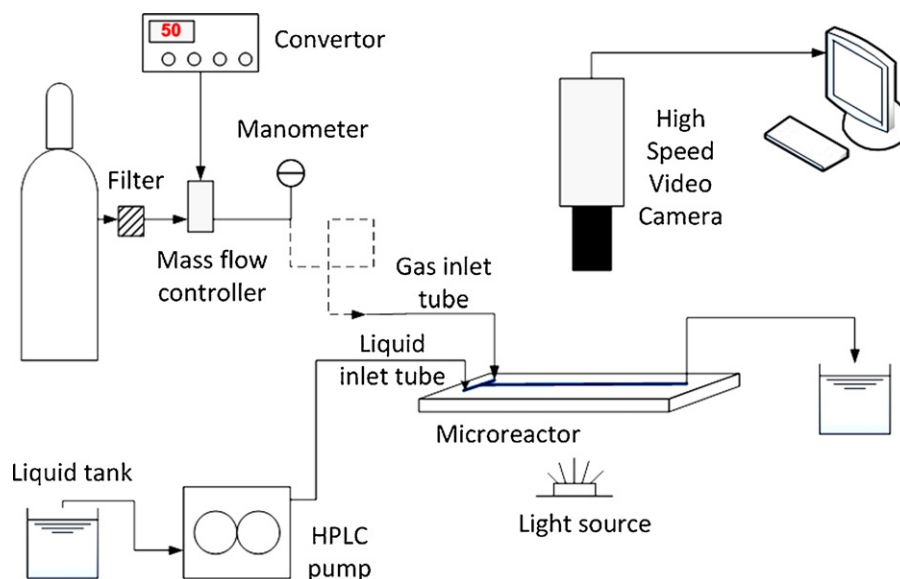 50
Convertor
Manometer
Filter
Mass flow
controller
High
Speed
Video
Camera
Gas inlet
tube
Liquid
inlet tube
Microreactor
Liquid tank
HPLC
pump
Light source